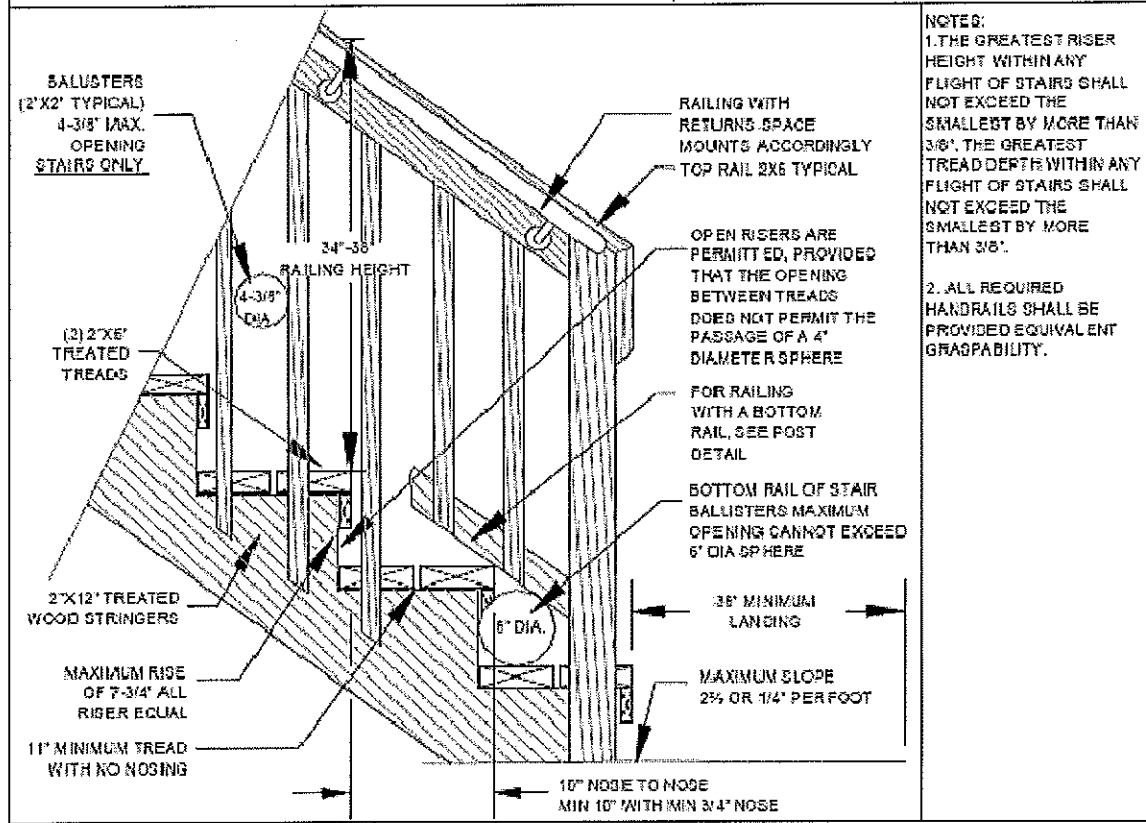 BALUSTERS
(2"X2" TYPICAL)
4-3/8" MAX.
OPENING
STAIRS ONLY
34"-38"
RAILING HEIGHT
4-3/8"
DIA.
TREATED
TREADS
2"X12" TREATED
WOOD STRINGERS
MAXIMUM RISE
OF 7-3/4" ALL
RISER EQUAL
11" MINIMUM TREAD
WITH NO NOSING
RAILING WITH
RETURNS SPACE
MOUNTS ACCORDINGLY
TOP RAIL 2X6 TYPICAL
OPEN RISERS ARE
PERMITTED, PROVIDED
THAT THE OPENING
BETWEEN TREADS
DOES NOT PERMIT THE
PASSAGE OF A 4"
DIAMETER SPHERE
FOR RAILING
WITH A BOTTOM
RAIL, SEE POST
DETAIL
BOTTOM RAIL OF STAIR
BALLISTERS MAXIMUM
OPENING CANNOT EXCEED
6" DIA SPHERE
6" DIA.
36" MINIMUM
LANDING
MAXIMUM SLOPE
2% OR 1/4" PER FOOT
10" NOSE TO NOSE
MIN 10" WITH MIN 3/4" NOSE
NOTES:
1.THE GREATEST RISER
HEIGHT WITHIN ANY
FLIGHT OF STAIRS SHALL
NOT EXCEED THE
SMALLEST BY MORE THAN
3/8". THE GREATEST
TREAD DEPTH WITHIN ANY
FLIGHT OF STAIRS SHALL
NOT EXCEED THE
SMALLEST BY MORE
THAN 3/8".
2. ALL REQUIRED
HANDRAILS SHALL BE
PROVIDED EQUIVALENT
GRASPABILITY.